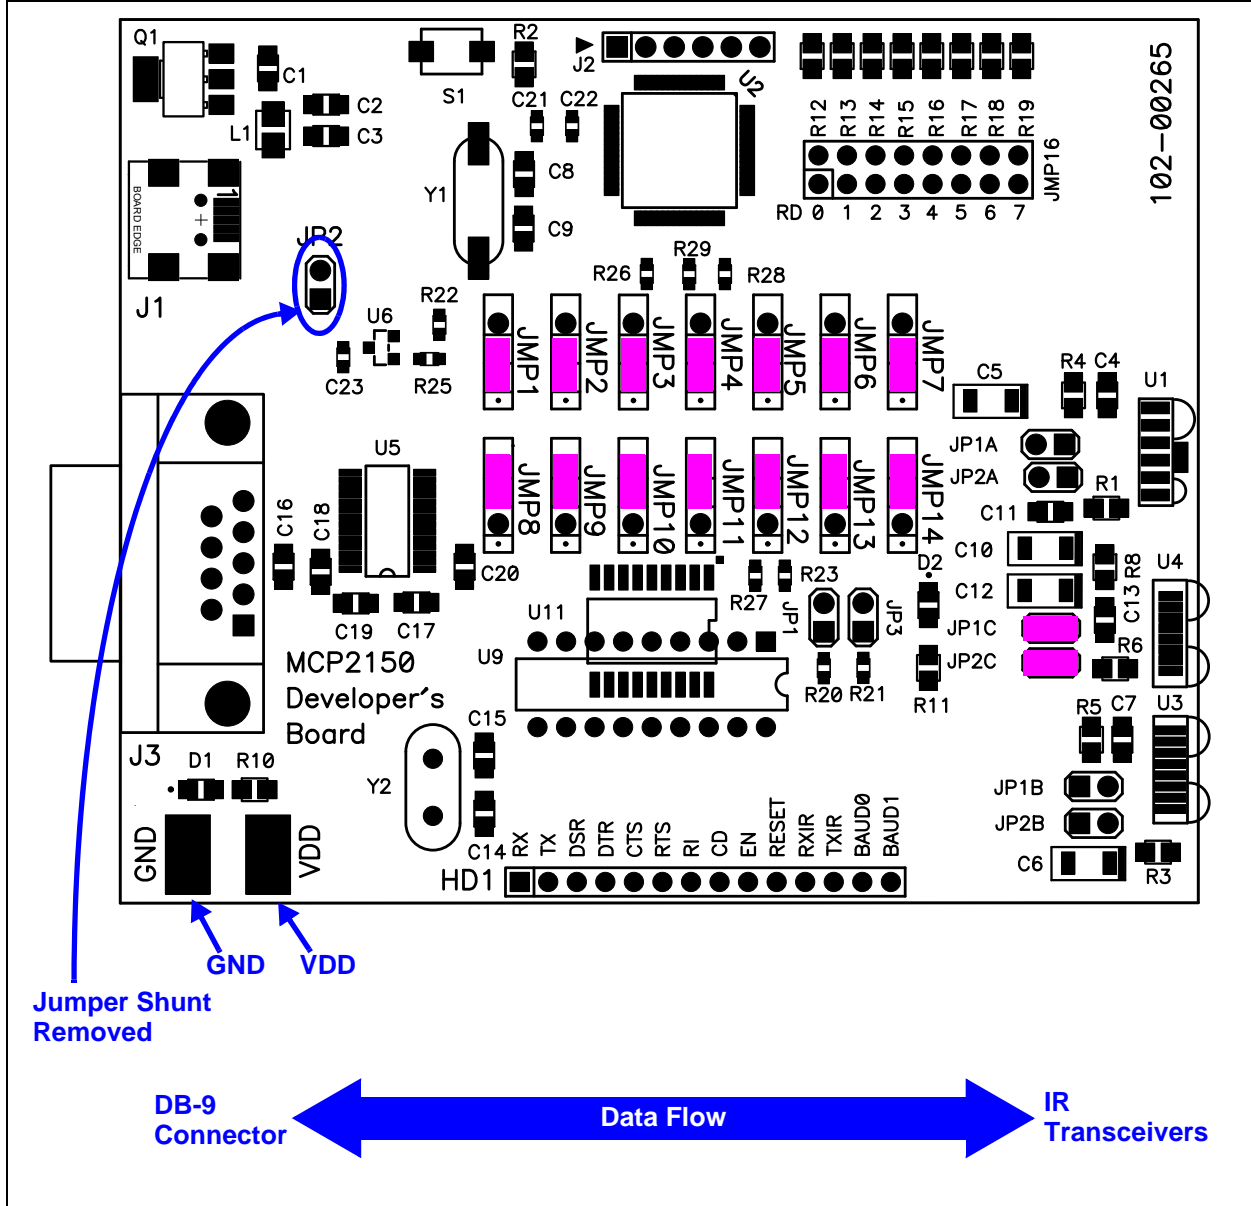 Q1
C1
C2
C3
L1
R2
S1
J2
U2
C21
C22
C8
C9
Y1
R12
R13
R14
R15
R16
R17
R18
R19
JMP16
RD 0 1 2 3 4 5 6 7
102-00265
BOARD EDGE
1
J1
JP2
U6
R22
C23
R25
R26
R29
R28
JMP1
JMP2
JMP3
JMP4
JMP5
JMP6
JMP7
C5
R4
C4
U1
JP1A
JP2A
R1
C11
U5
C16
C18
C20
C19
C17
JMP8
JMP9
JMP10
JMP11
JMP12
JMP13
JMP14
D2
C10
C12
R8
C13
U4
JP1C
JP2C
R6
R27
R23
JP1
JP3
U11
U9
R20
R21
R11
MCP2150
Developer's
Board
J3
D1
R10
GND
VDD
Y2
C15
C14
R5
C7
U3
JP1B
JP2B
C6
R3
HD1
RX
TX
DSR
DTR
CTS
RTS
RI
CD
EN
RESET
RXIR
TXIR
BAUD0
BAUD1
GND
VDD
Jumper Shunt
Removed
DB-9
Connector
Data Flow
IR
Transceivers